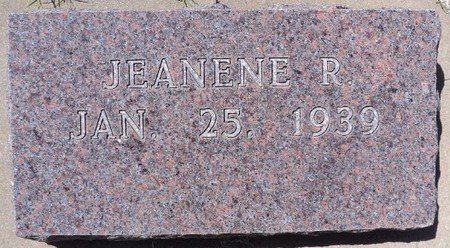 JEANENE R.
JAN. 25, 1939